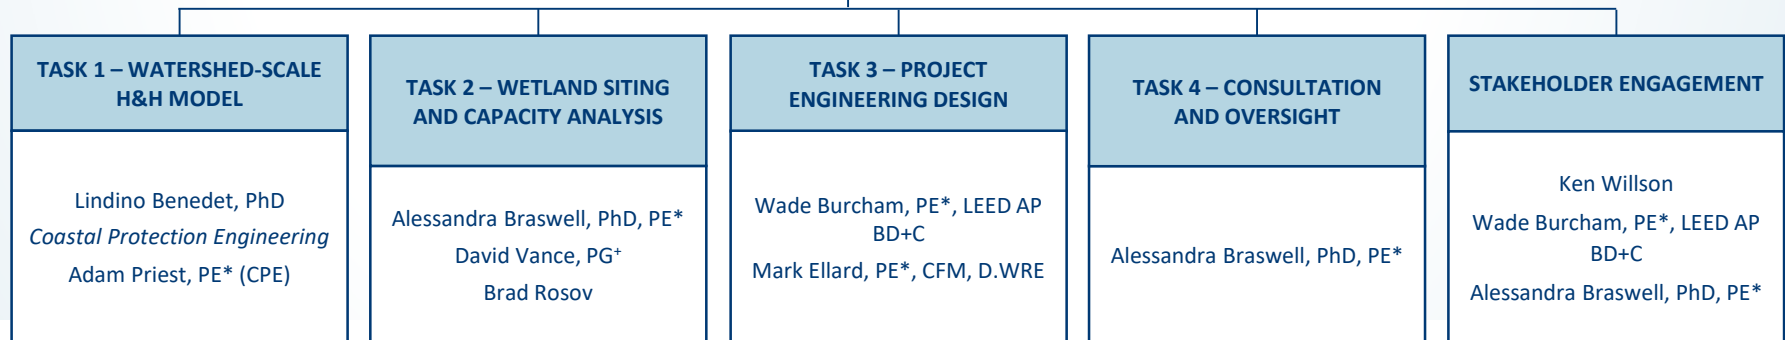 TASK 1 – WATERSHED-SCALE
H&H MODEL
Lindino Benedet, PhD
Coastal Protection Engineering
Adam Priest, PE* (CPE)
TASK 2 – WETLAND SITING
AND CAPACITY ANALYSIS
Alessandra Braswell, PhD, PE*
David Vance, PG⁺
Brad Rosov
TASK 3 – PROJECT
ENGINEERING DESIGN
Wade Burcham, PE*, LEED AP
BD+C
Mark Ellard, PE*, CFM, D.WRE
TASK 4 – CONSULTATION
AND OVERSIGHT
Alessandra Braswell, PhD, PE*
STAKEHOLDER ENGAGEMENT
Ken Willson
Wade Burcham, PE*, LEED AP
BD+C
Alessandra Braswell, PhD, PE*